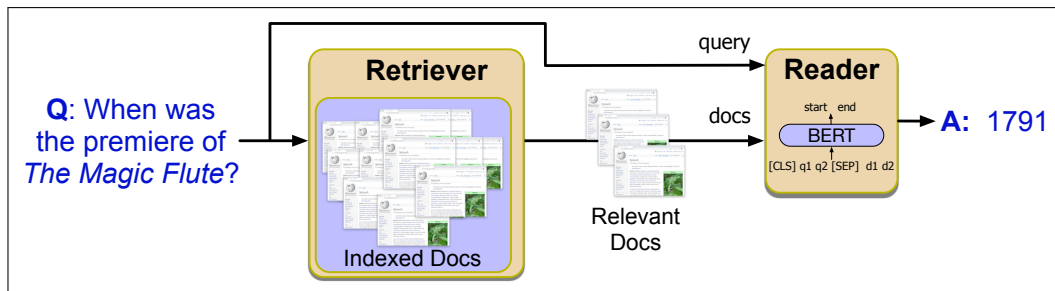 Q: When was
the premiere of
The Magic Flute?
Retriever
Indexed Docs
query
docs
Relevant
Docs
Reader
start end
BERT
[CLS] q1 q2 [SEP] d1 d2
A: 1791